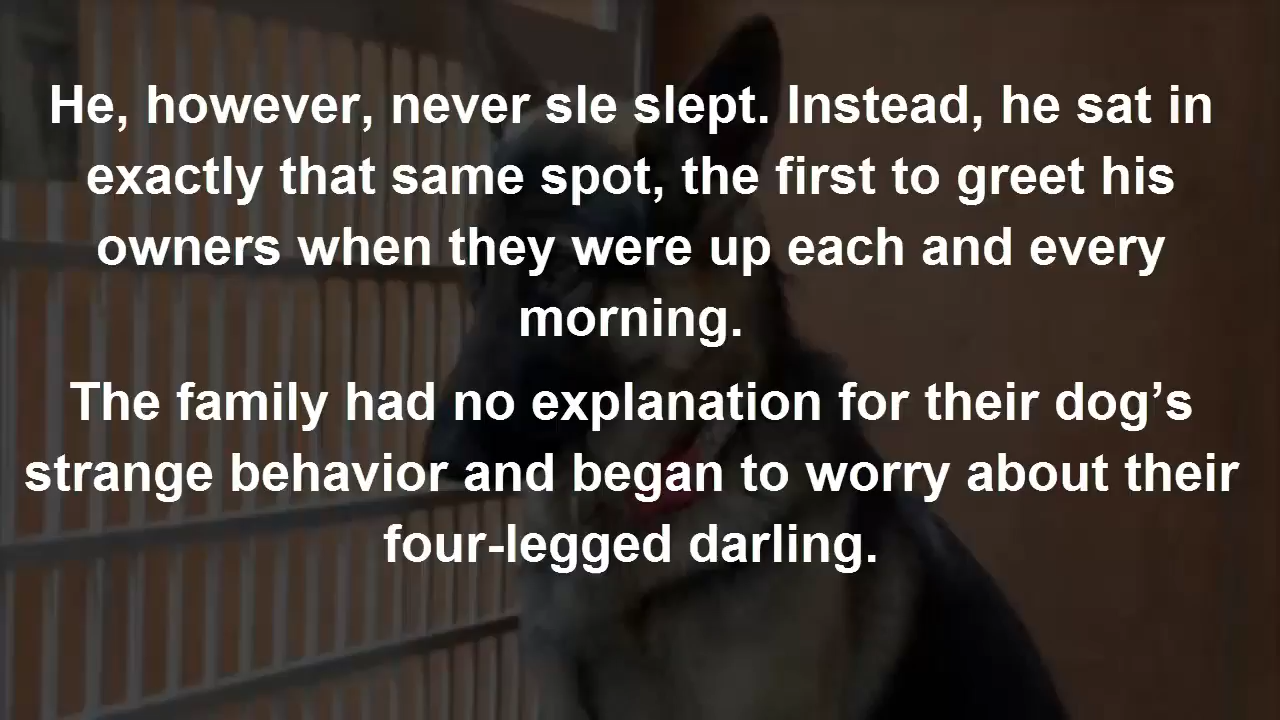 He, however, never sle slept. Instead, he sat in
exactly that same spot, the first to greet his
owners when they were up each and every
morning.
The family had no explanation for their dog’s
strange behavior and began to worry about their
four-legged darling.